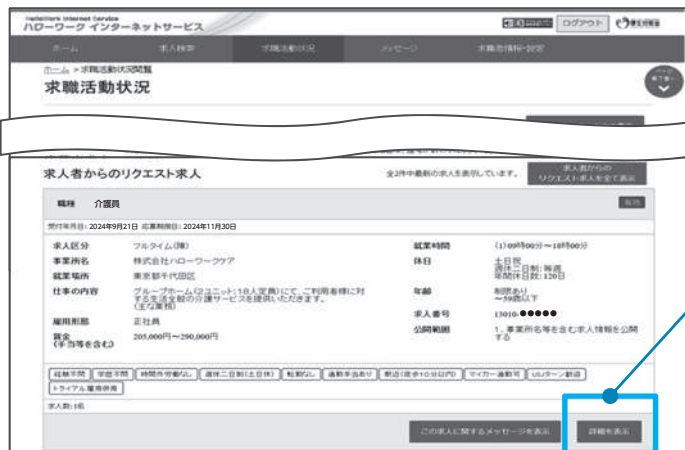 HelloWork Internet Service
ハローワーク インターネットサービス
ログアウト
ホーム
求人検索
求職活動状況
メッセージ
求職者情報・設定
ホーム > 求職活動状況閲覧
求職活動状況
求人者からのリクエスト求人
全2件中最新の求人を表示しています。
求人者からの
リクエスト求人を全て表示
職種 介護員
受付年月日: 2024年9月21日 応募期限日: 2024年11月30日
求人区分 フルタイム(障)
事業所名 株式会社ハローワークケア
就業場所 東京都千代田区
仕事の内容 グループホーム(2ユニット:18人定員)にて、ご利用者様に対
する生活全般の介護サービスを提供いただきます。
(主な業務)
雇用形態 正社員
賃金
(手当等を含む) 205,000円~290,000円
就業時間 (1)09時00分~18時00分
休日 土日祝
週休二日制:毎週
年間休日数:120日
年齢 制限あり
~59歳以下
求人番号 13010-●●●●●
公開範囲 1.事業所名等を含む求人情報を公開
する
経験不問 学歴不問 時間外労働なし 週休二日制(土日休) 転勤なし 通勤手当あり 駅近(徒歩10分以内) マイカー通勤可 UIJターン歓迎
トライアル雇用併用
求人数:1名
この求人に関するメッセージを表示
詳細を表示